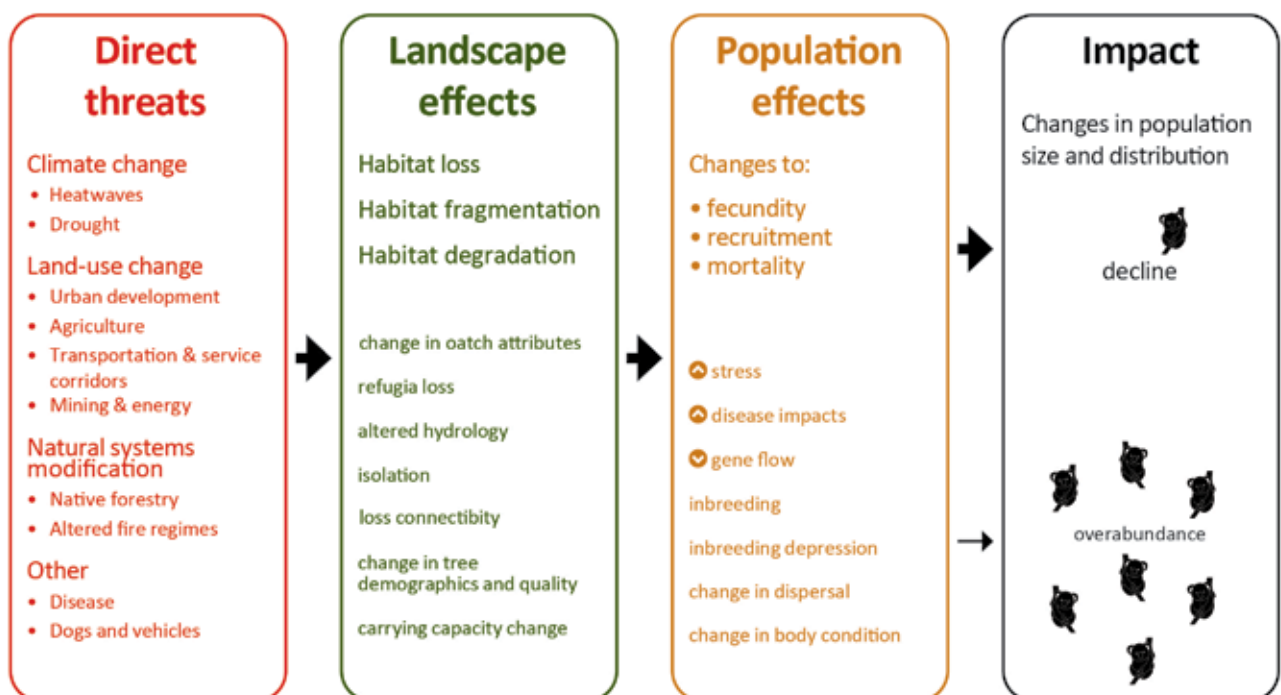 Direct
threats
Climate change
• Heatwaves
• Drought
Land-use change
• Urban development
• Agriculture
• Transportation & service
corridors
• Mining & energy
Natural systems
modification
• Native forestry
• Altered fire regimes
Other
• Disease
• Dogs and vehicles
Landscape
effects
Habitat loss
Habitat fragmentation
Habitat degradation
change in oatch attributes
refugia loss
altered hydrology
isolation
loss connectibity
change in tree
demographics and quality
carrying capacity change
Population
effects
Changes to:
• fecundity
• recruitment
• mortality
stress
disease impacts
gene flow
inbreeding
inbreeding depression
change in dispersal
change in body condition
Impact
Changes in population
size and distribution
decline
overabundance